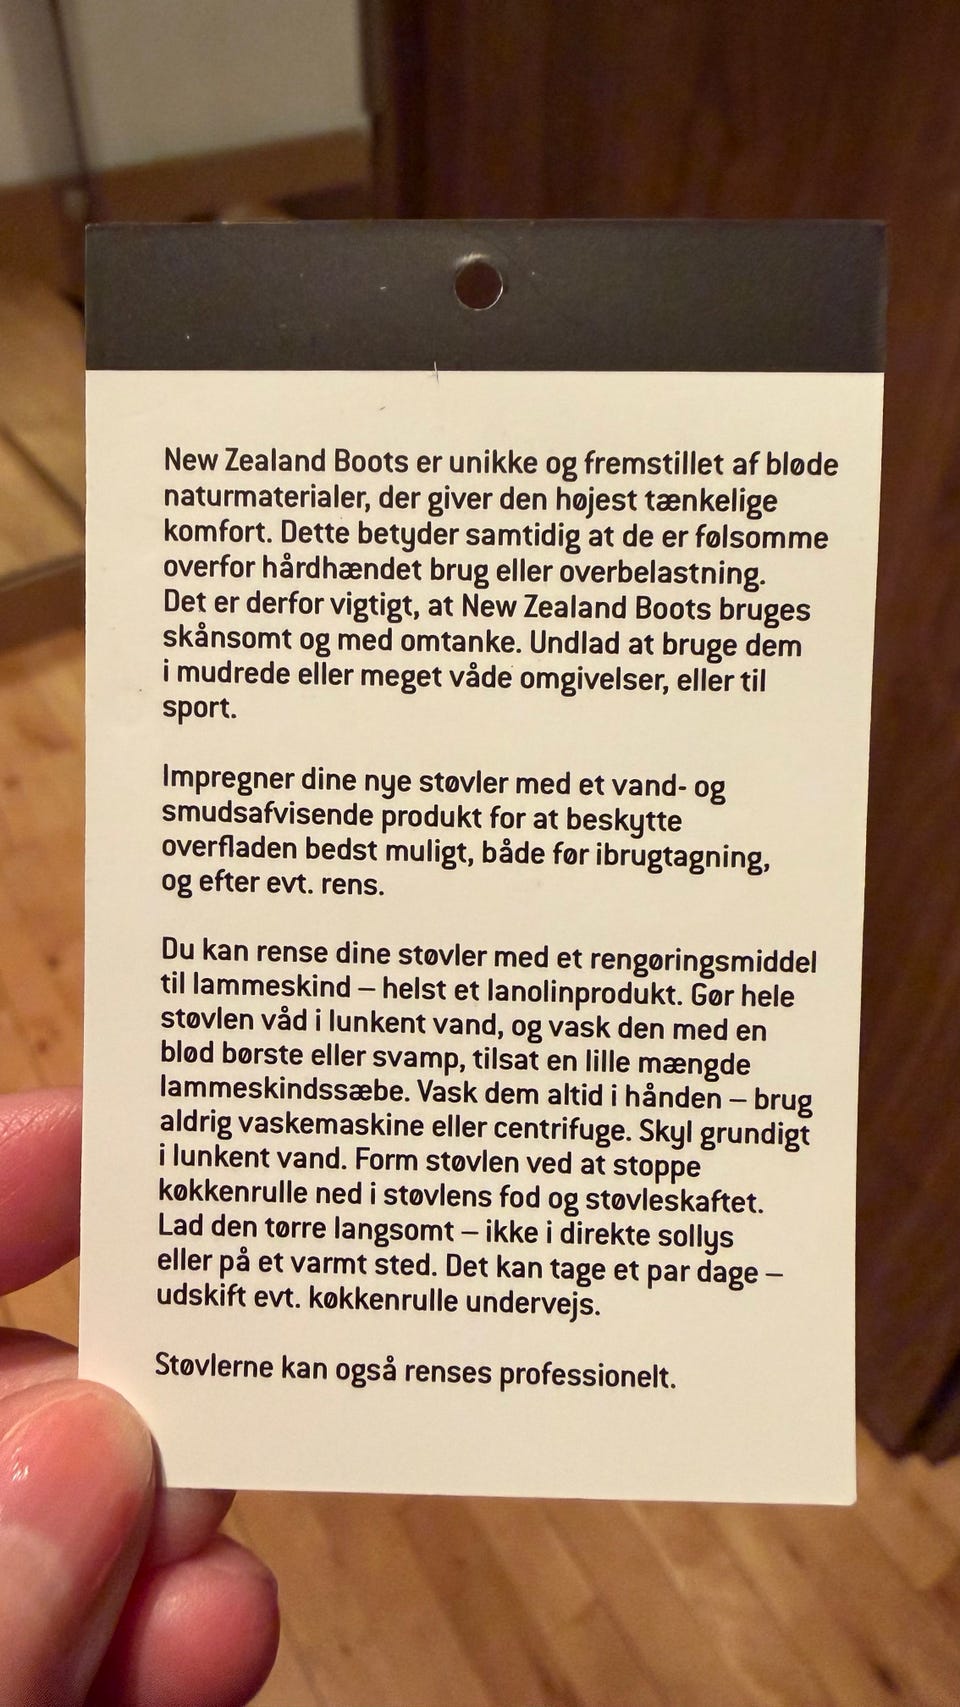 New Zealand Boots er unikke og fremstillet af bløde
naturmaterialer, der giver den højest tænkelige
komfort. Dette betyder samtidig at de er følsomme
overfor hårdhændet brug eller overbelastning.
Det er derfor vigtigt, at New Zealand Boots bruges
skånsomt og med omtanke. Undlad at bruge dem
i mudrede eller meget våde omgivelser, eller til
sport.
Impregner dine nye støvler med et vand- og
smudsafvisende produkt for at beskytte
overfladen bedst muligt, både før ibrugtagning,
og efter evt. rens.
Du kan rense dine støvler med et rengøringsmiddel
til lammeskind – helst et lanolinprodukt. Gør hele
støvlen våd i lunkent vand, og vask den med en
blød børste eller svamp, tilsat en lille mængde
lammeskindssæbe. Vask dem altid i hånden – brug
aldrig vaskemaskine eller centrifuge. Skyl grundigt
i lunkent vand. Form støvlen ved at stoppe
køkkenrulle ned i støvlens fod og støvleskaftet.
Lad den tørre langsomt – ikke i direkte sollys
eller på et varmt sted. Det kan tage et par dage –
udskift evt. køkkenrulle undervejs.
Støvlerne kan også renses professionelt.